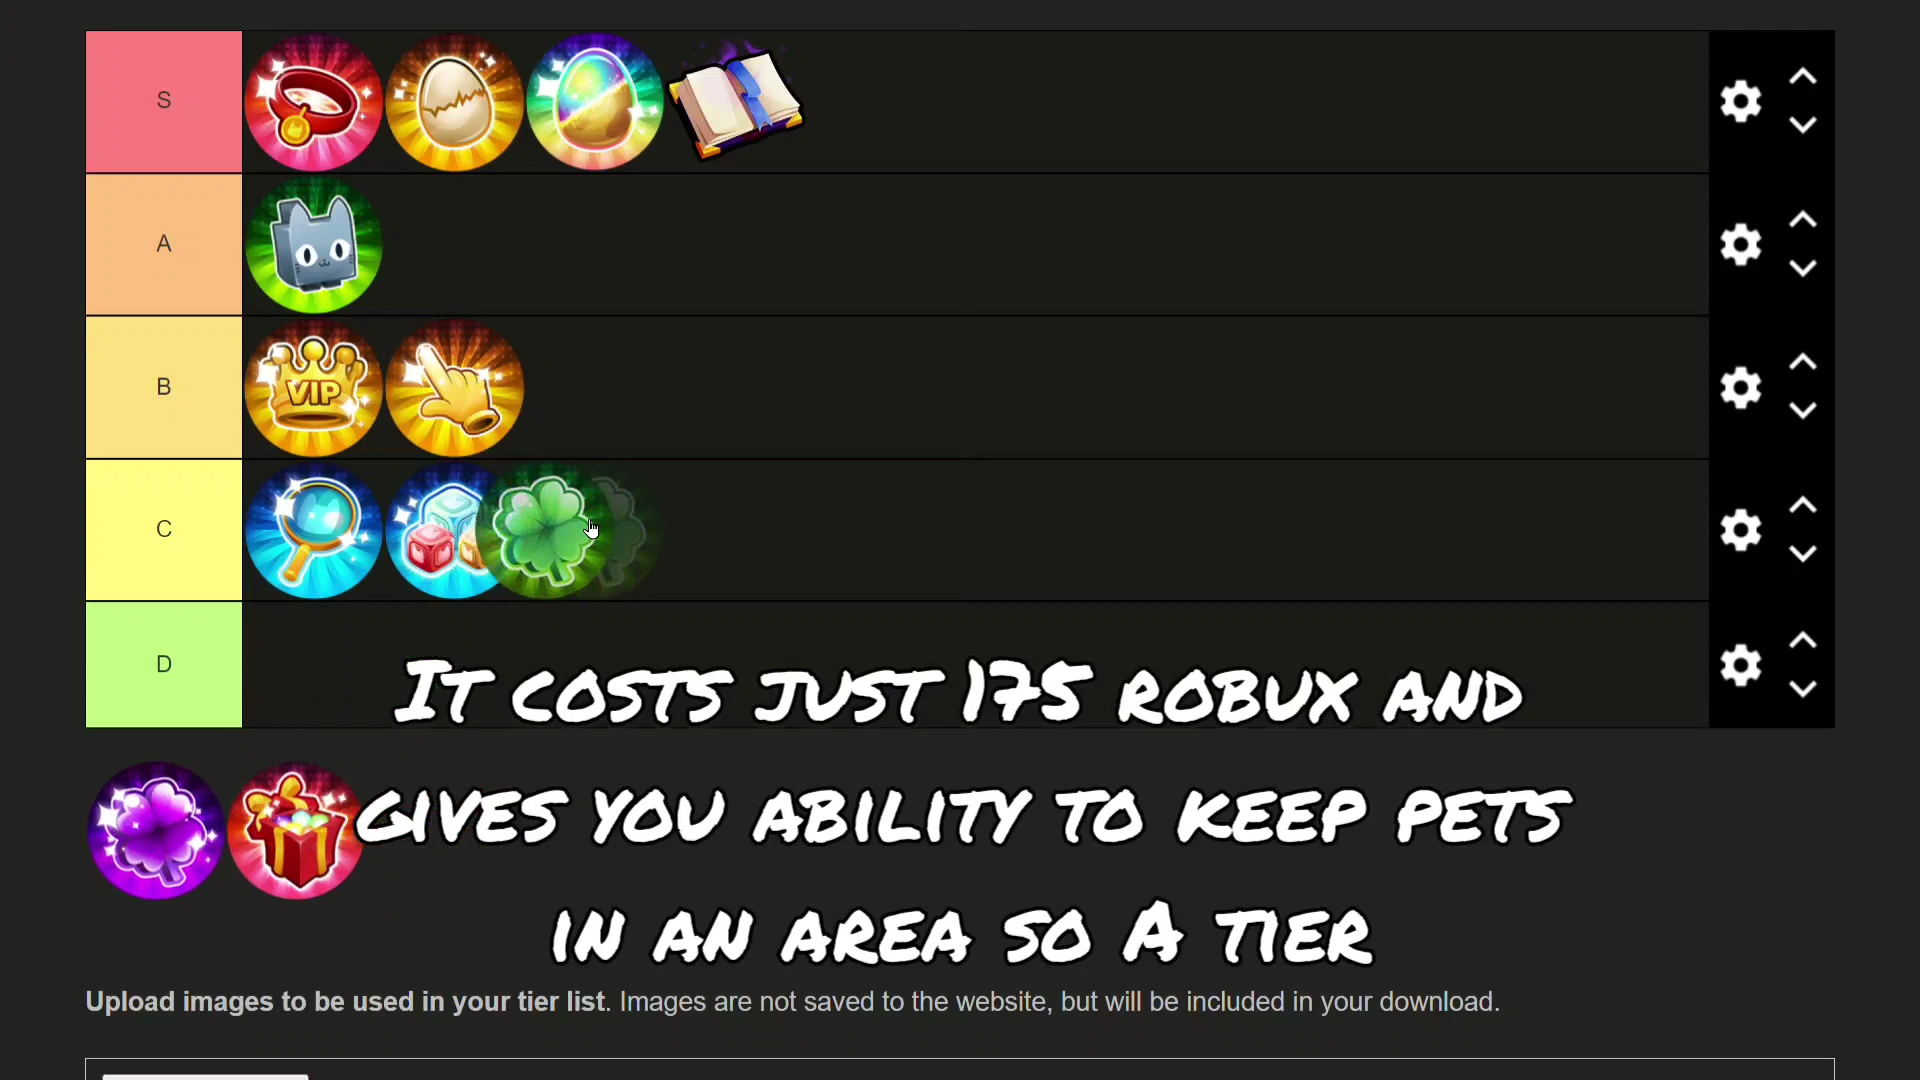 S
A
B
VIP
C
D
It costs just 175 robux and
gives you ability to keep pets
in an area so A tier
Upload images to be used in your tier list. Images are not saved to the website, but will be included in your download.